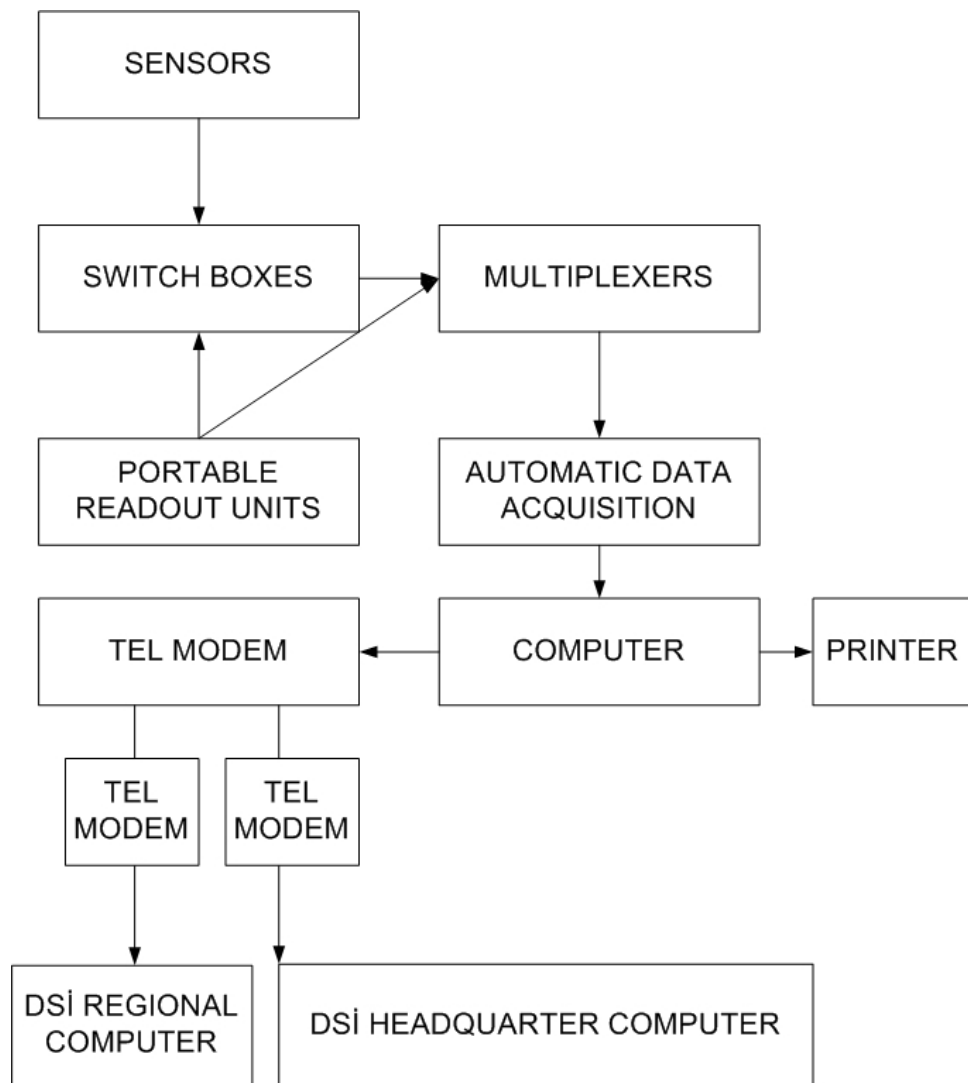 SENSORS
SWITCH BOXES
MULTIPLEXERS
PORTABLE
READOUT UNITS
AUTOMATIC DATA
ACQUISITION
TEL MODEM
COMPUTER
PRINTER
TEL
MODEM
TEL
MODEM
DSİ REGIONAL
COMPUTER
DSİ HEADQUARTER COMPUTER